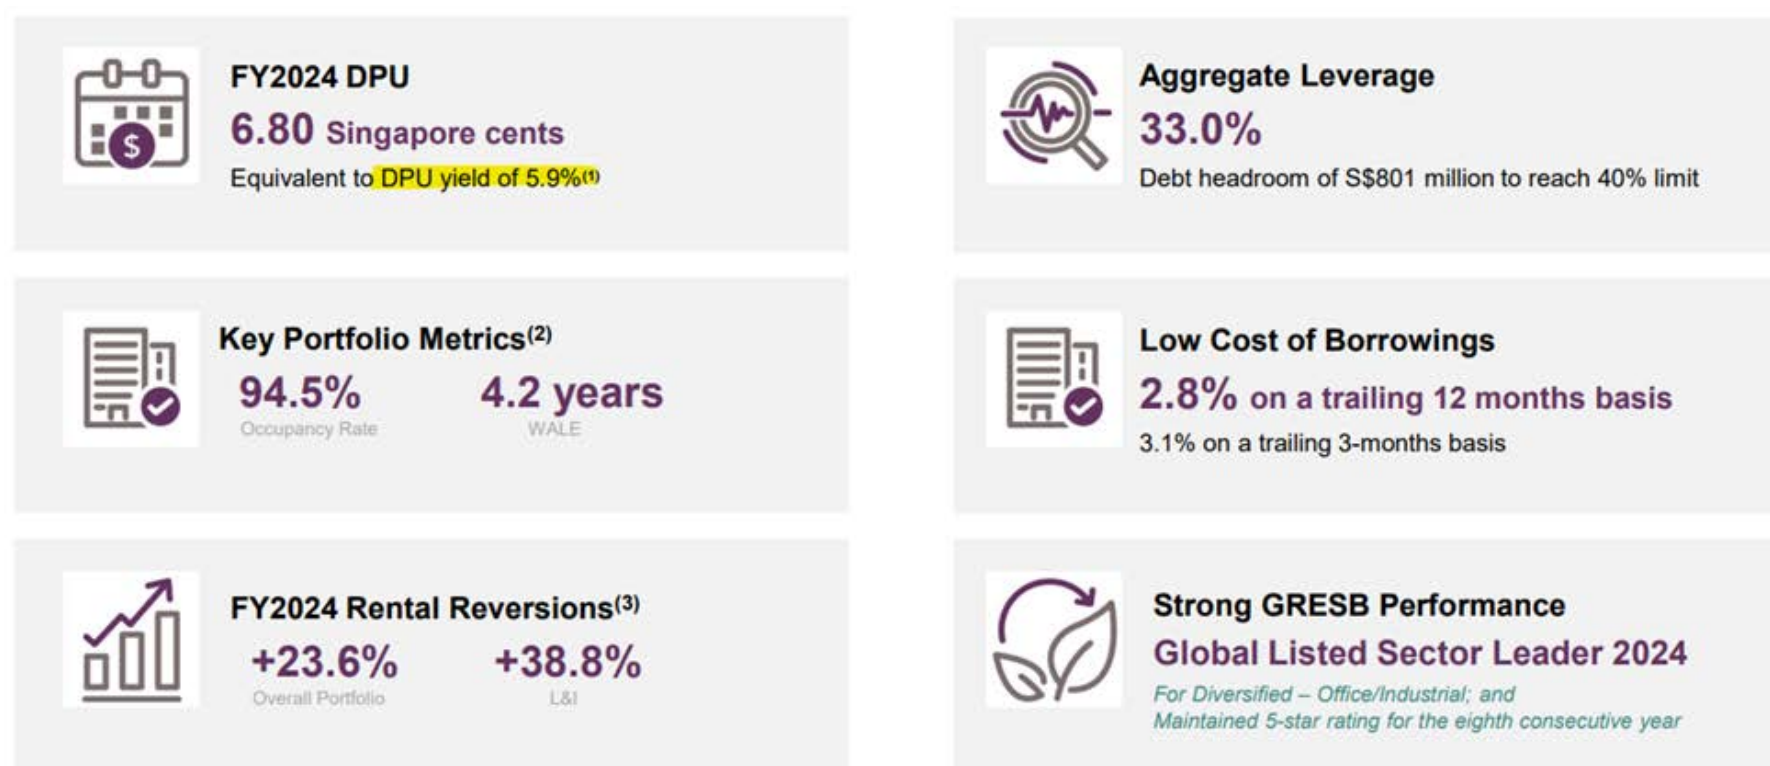 FY2024 DPU
6.80 Singapore cents
Equivalent to DPU yield of 5.9%(1)
Aggregate Leverage
33.0%
Debt headroom of S$801 million to reach 40% limit
Key Portfolio Metrics(2)
94.5% 4.2 years
Occupancy Rate WALE
Low Cost of Borrowings
2.8% on a trailing 12 months basis
3.1% on a trailing 3-months basis
FY2024 Rental Reversions(3)
+23.6% +38.8%
Overall Portfolio L&I
Strong GRESB Performance
Global Listed Sector Leader 2024
For Diversified – Office/Industrial; and
Maintained 5-star rating for the eighth consecutive year